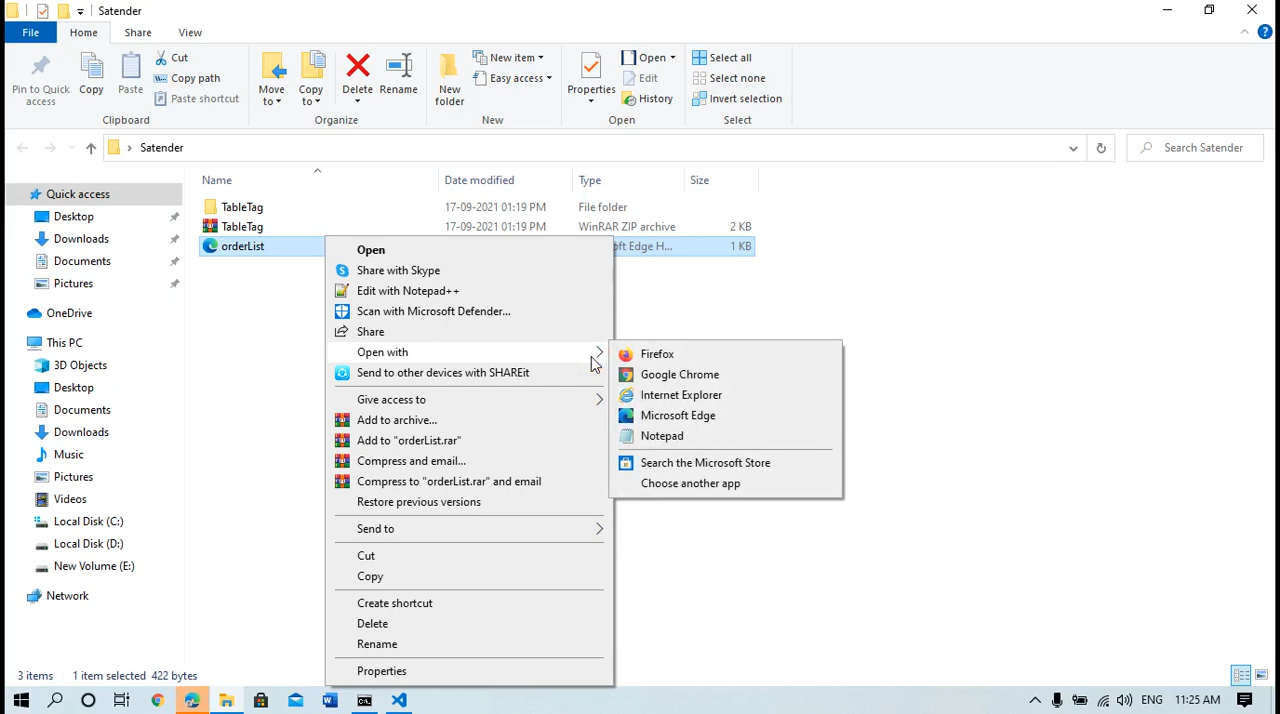 Satender
File Home Share View
Pin to Quick access
Copy
Paste
Cut
Copy path
Paste shortcut
Move to
Copy to
Delete
Rename
New folder
New item
Easy access
Properties
Open
Edit
History
Select all
Select none
Invert selection
Clipboard Organize New Open Select
Satender
Search Satender
Name Date modified Type Size
TableTag 17-09-2021 01:19 PM File folder
TableTag 17-09-2021 01:19 PM WinRAR ZIP archive 2 KB
orderList H... 1 KB
Quick access
Desktop
Downloads
Documents
Pictures
OneDrive
This PC
3D Objects
Desktop
Documents
Downloads
Music
Pictures
Videos
Local Disk (C:)
Local Disk (D:)
New Volume (E:)
Network
Open
Share with Skype
Edit with Notepad++
Scan with Microsoft Defender...
Share
Open with
Send to other devices with SHAREit
Give access to
Add to archive...
Add to "orderList.rar"
Compress and email...
Compress to "orderList.rar" and email
Restore previous versions
Send to
Cut
Copy
Create shortcut
Delete
Rename
Properties
Firefox
Google Chrome
Internet Explorer
Microsoft Edge
Notepad
Search the Microsoft Store
Choose another app
3 items 1 item selected 422 bytes
ENG 11:25 AM